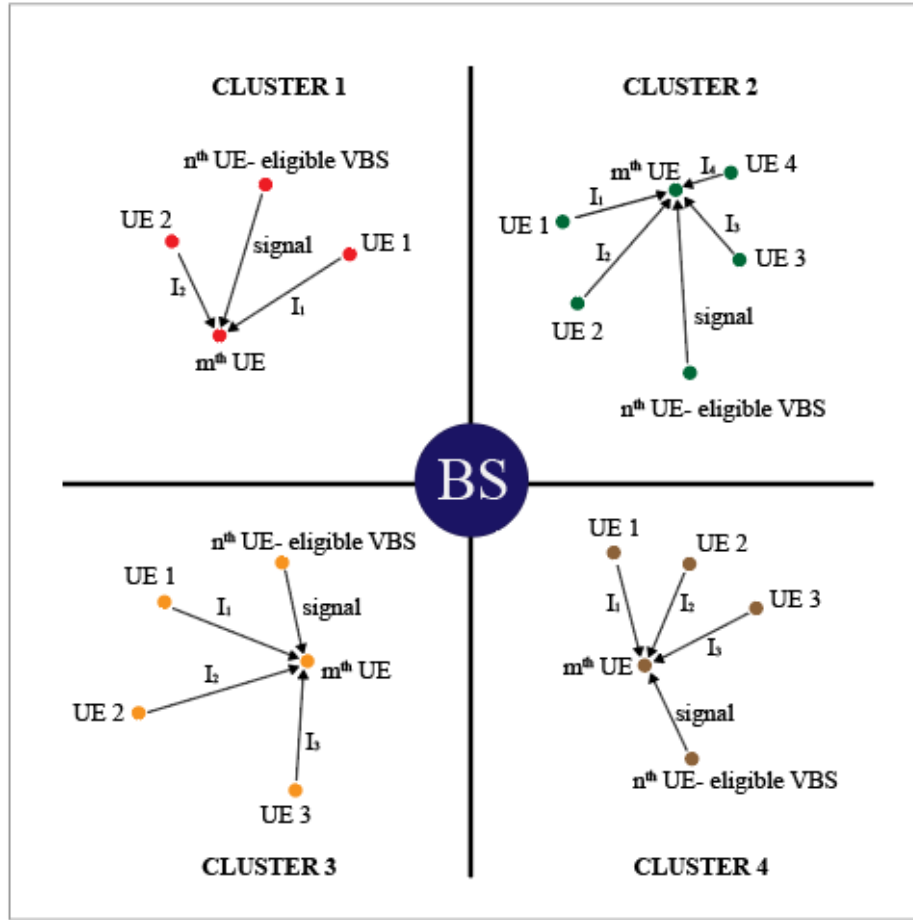 CLUSTER 1
nᵗʰ UE- eligible VBS
UE 2
signal
UE 1
I₂
I₁
mᵗʰ UE
CLUSTER 2
mᵗʰ UE
I₄
UE 4
I₁
UE 1
I₃
I₂
UE 3
UE 2
signal
nᵗʰ UE- eligible VBS
BS
nᵗʰ UE- eligible VBS
UE 1
I₁
signal
mᵗʰ UE
I₂
UE 2
I₃
UE 3
CLUSTER 3
UE 1
UE 2
UE 3
I₁
I₂
I₃
mᵗʰ UE
signal
nᵗʰ UE- eligible VBS
CLUSTER 4